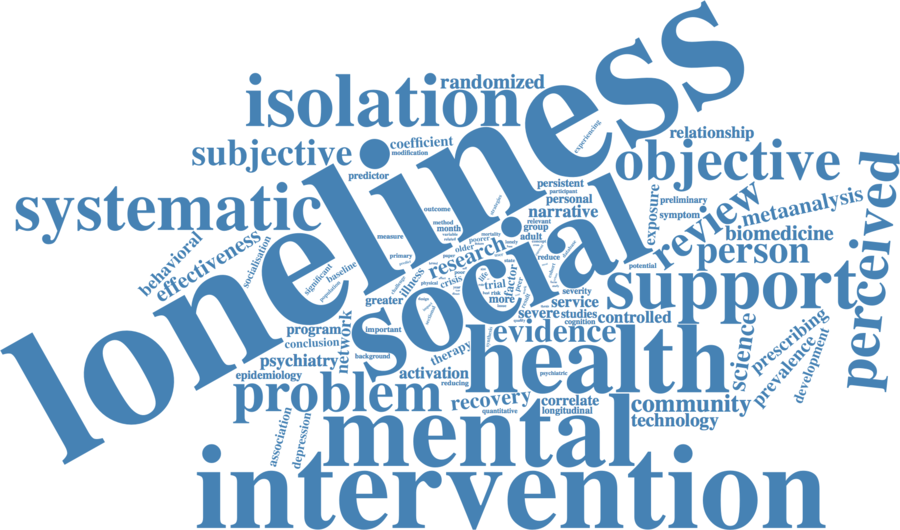 loneliness
social
isolation
randomized
subjective
coefficient
modification
predictor
experiencing
relationship
objective
systematic
perceived
persistent
participant
personal
narrative
relevant
group
adult
outcome
method
month
measure
primary
older
poorer
mortality
research
exposure
preliminary
symptom
review
metaanalysis
biomedicine
person
potential
behavioral
effectiveness
socialisation
significant
baseline
population
greater
illness
crisis
trial
factor
more
reduce
severity
service
severe
studies
cognition
controlled
support
program
conclusion
network
important
background
evidence
health
therapy
psychiatric
psychiatry
epidemiology
activation
reducing
problem
recovery
quantitative
correlate
longitudinal
community
technology
science
prescribing
prevalence
development
association
depression
mental
intervention